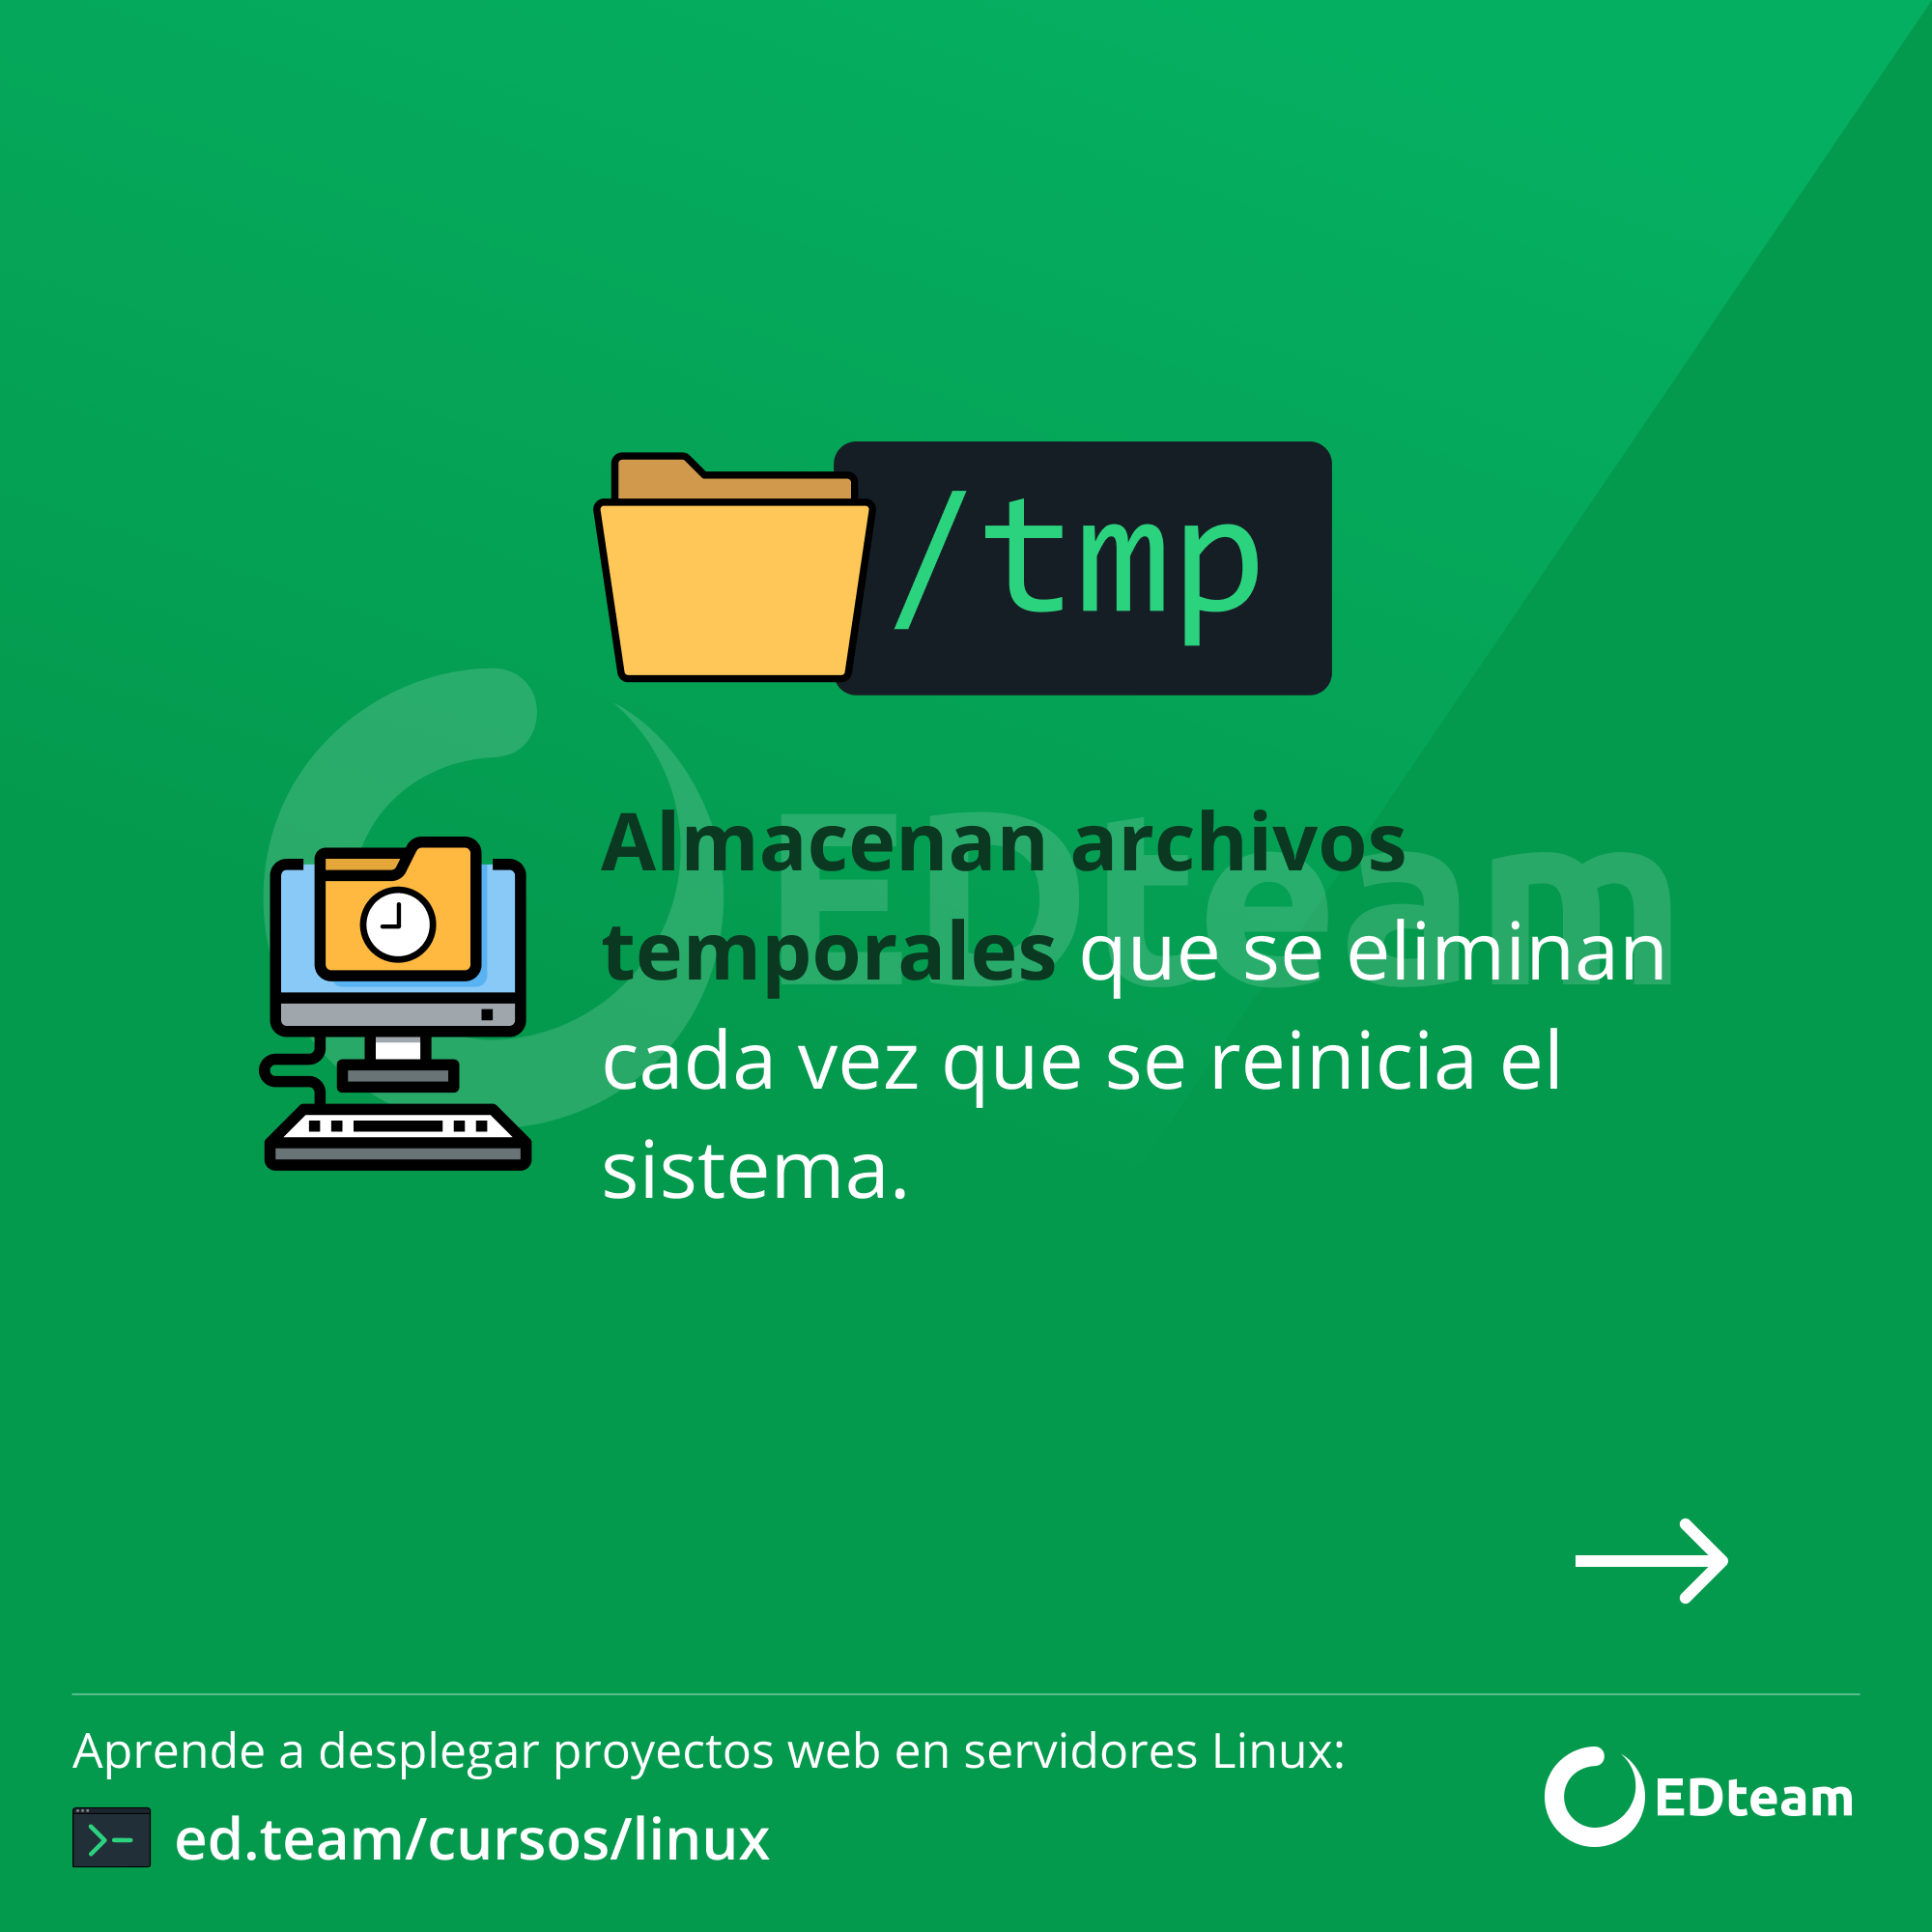 /tmp
EDteam
Almacenan archivos
temporales que se eliminan
cada vez que se reinicia el
sistema.
Aprende a desplegar proyectos web en servidores Linux:
ed.team/cursos/linux
EDteam